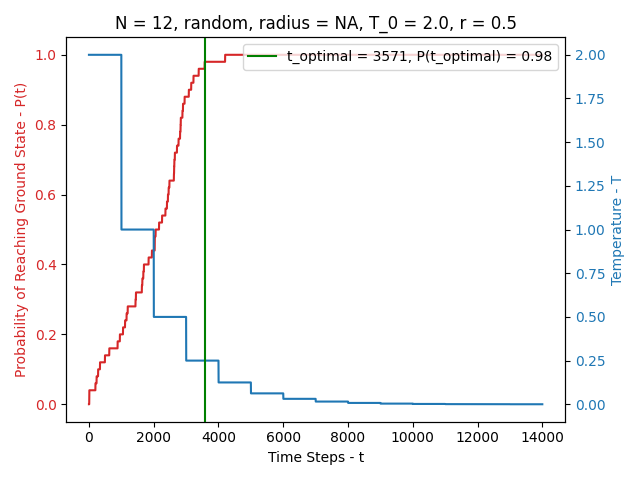 N = 12, random, radius = NA, T_0 = 2.0, r = 0.5
t_optimal = 3571, P(t_optimal) = 0.98
Probability of Reaching Ground State - P(t)
1.0
0.8
0.6
0.4
0.2
0.0
2.00
1.75
1.50
1.25
1.00
0.75
0.50
0.25
0.00
Temperature - T
0 2000 4000 6000 8000 10000 12000 14000
Time Steps - t